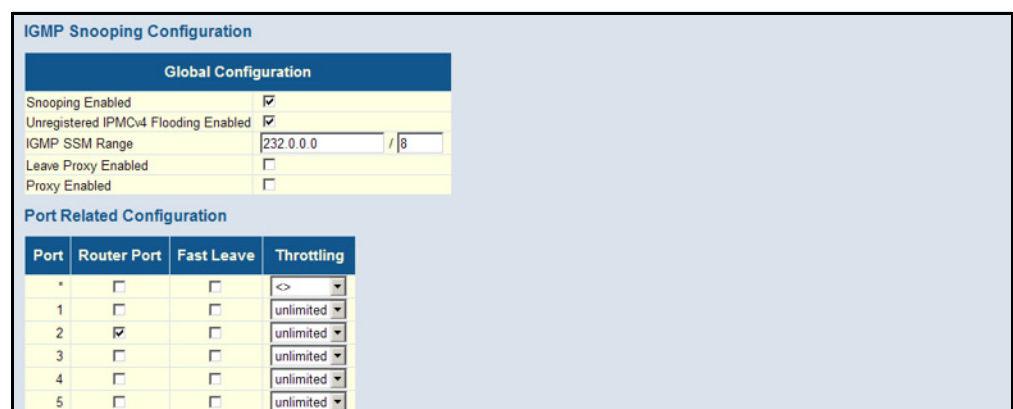 IGMP Snooping Configuration
Global Configuration
Snooping Enabled
Unregistered IPMCv4 Flooding Enabled
IGMP SSM Range 232.0.0.0 / 8
Leave Proxy Enabled
Proxy Enabled
Port Related Configuration
Port Router Port Fast Leave Throttling
* <>
1 unlimited
2 unlimited
3 unlimited
4 unlimited
5 unlimited